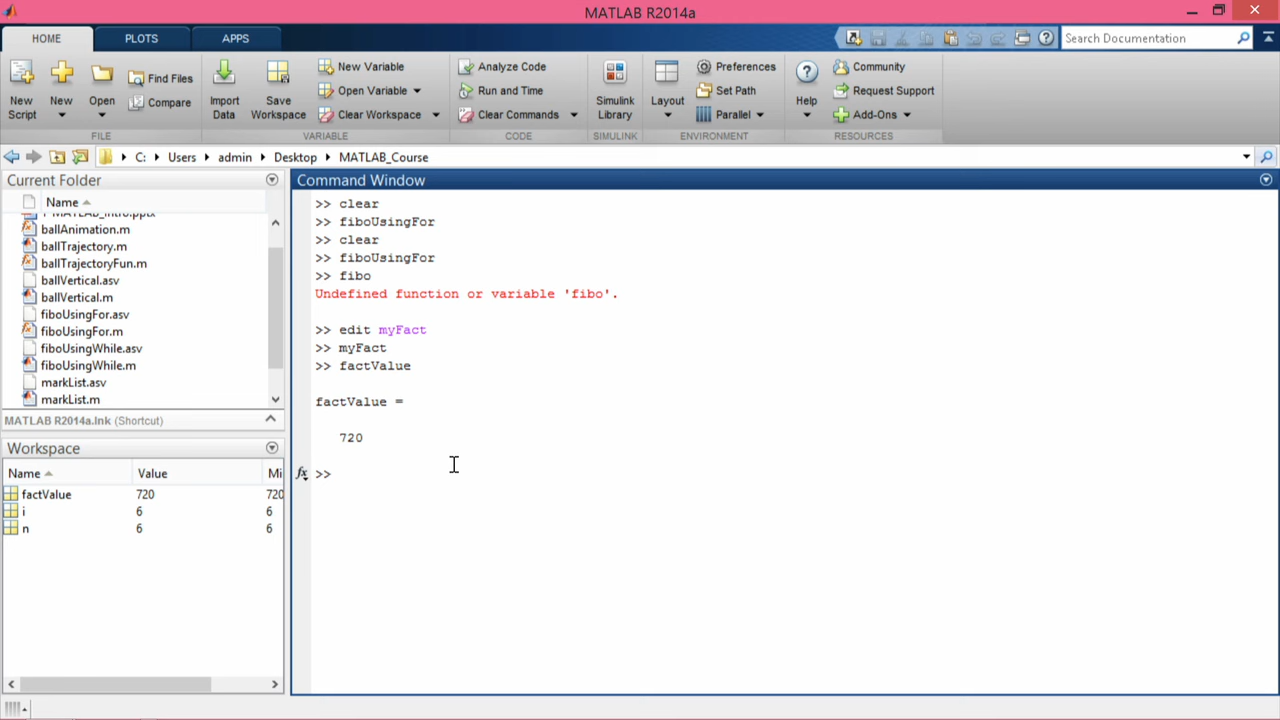 MATLAB R2014a
HOME PLOTS APPS
Search Documentation
New Script
New
Open
Find Files
Compare
FILE
Import Data
Save Workspace
New Variable
Open Variable
Clear Workspace
VARIABLE
Analyze Code
Run and Time
Clear Commands
CODE
Simulink Library
SIMULINK
Layout
Preferences
Set Path
Parallel
ENVIRONMENT
Help
Community
Request Support
Add-Ons
RESOURCES
C: Users admin Desktop MATLAB_Course
Current Folder
Name
1-MATLAB_Intro.pptx
ballAnimation.m
ballTrajectory.m
ballTrajectoryFun.m
ballVertical.asv
ballVertical.m
fiboUsingFor.asv
fiboUsingFor.m
fiboUsingWhile.asv
fiboUsingWhile.m
markList.asv
markList.m
MATLAB R2014a.lnk (Shortcut)
Workspace
Name Value Mi
factValue 720 720
i 6 6
n 6 6
Command Window
>> clear
>> fiboUsingFor
>> clear
>> fiboUsingFor
>> fibo
Undefined function or variable 'fibo'.
>> edit myFact
>> myFact
>> factValue
factValue =
720
fx >>